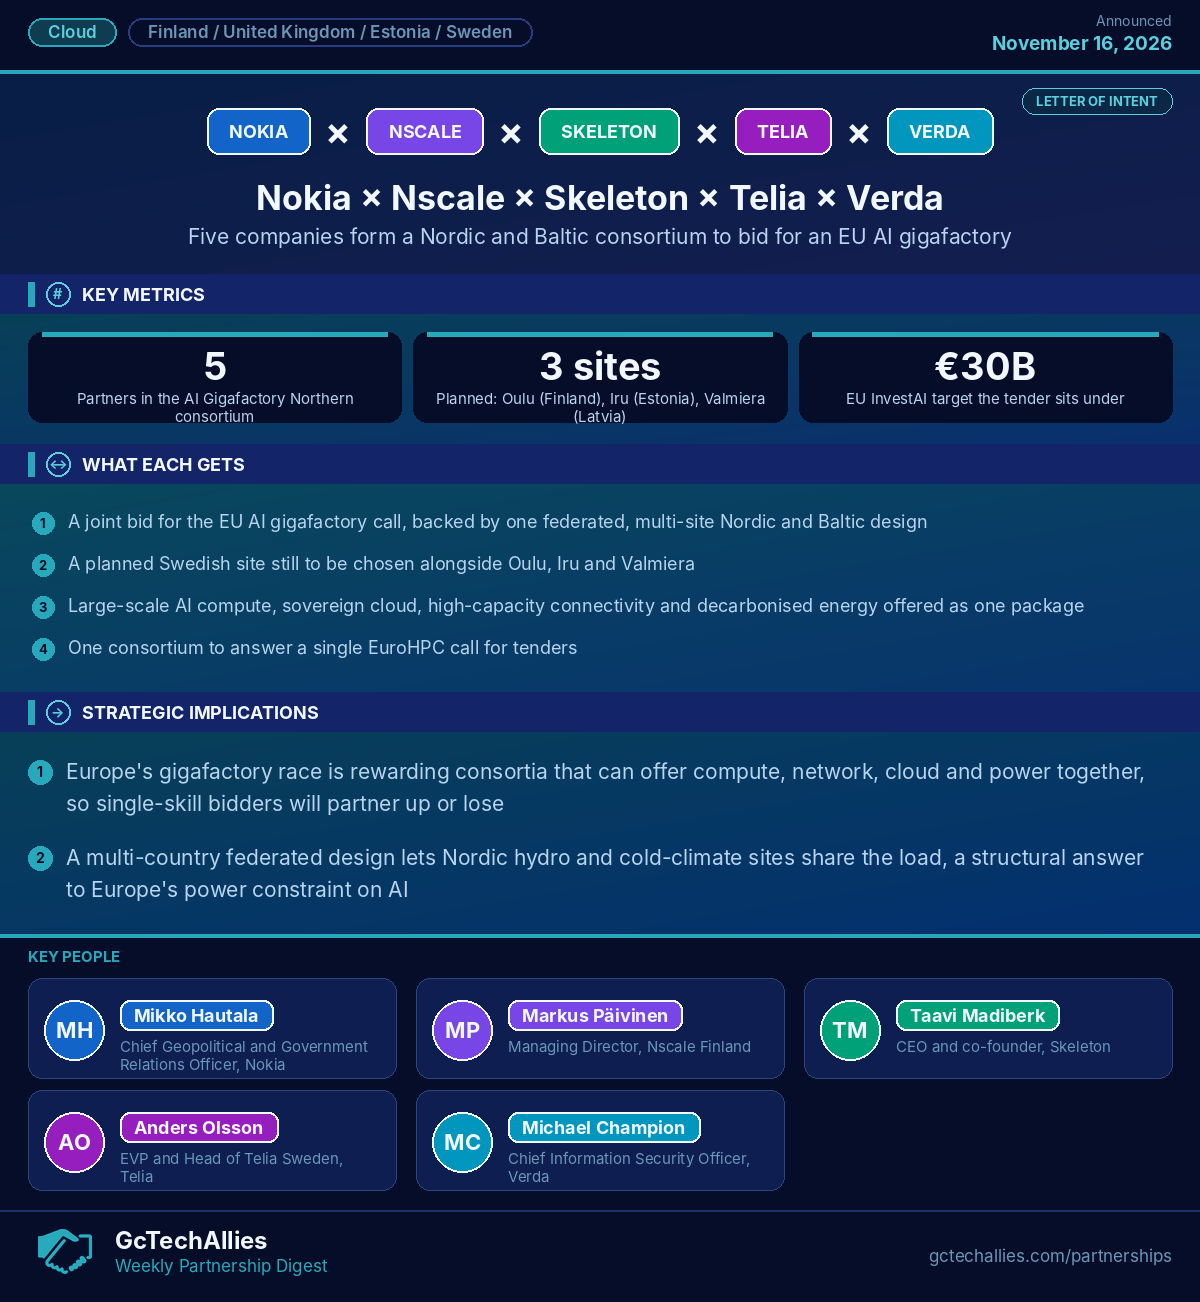 Cloud
Finland / United Kingdom / Estonia / Sweden
Announced
November 16, 2026
LETTER OF INTENT
NOKIA × NSCALE × SKELETON × TELIA × VERDA
Nokia × Nscale × Skeleton × Telia × Verda
Five companies form a Nordic and Baltic consortium to bid for an EU AI gigafactory
# KEY METRICS
5
Partners in the AI Gigafactory Northern
consortium
3 sites
Planned: Oulu (Finland), Iru (Estonia), Valmiera
(Latvia)
€30B
EU InvestAI target the tender sits under
↔ WHAT EACH GETS
1 A joint bid for the EU AI gigafactory call, backed by one federated, multi-site Nordic and Baltic design
2 A planned Swedish site still to be chosen alongside Oulu, Iru and Valmiera
3 Large-scale AI compute, sovereign cloud, high-capacity connectivity and decarbonised energy offered as one package
4 One consortium to answer a single EuroHPC call for tenders
→ STRATEGIC IMPLICATIONS
1 Europe's gigafactory race is rewarding consortia that can offer compute, network, cloud and power together,
so single-skill bidders will partner up or lose
2 A multi-country federated design lets Nordic hydro and cold-climate sites share the load, a structural answer
to Europe's power constraint on AI
KEY PEOPLE
MH
Mikko Hautala
Chief Geopolitical and Government
Relations Officer, Nokia
MP
Markus Päivinen
Managing Director, Nscale Finland
TM
Taavi Madiberk
CEO and co-founder, Skeleton
AO
Anders Olsson
EVP and Head of Telia Sweden,
Telia
MC
Michael Champion
Chief Information Security Officer,
Verda
GcTechAllies
Weekly Partnership Digest
gctechallies.com/partnerships